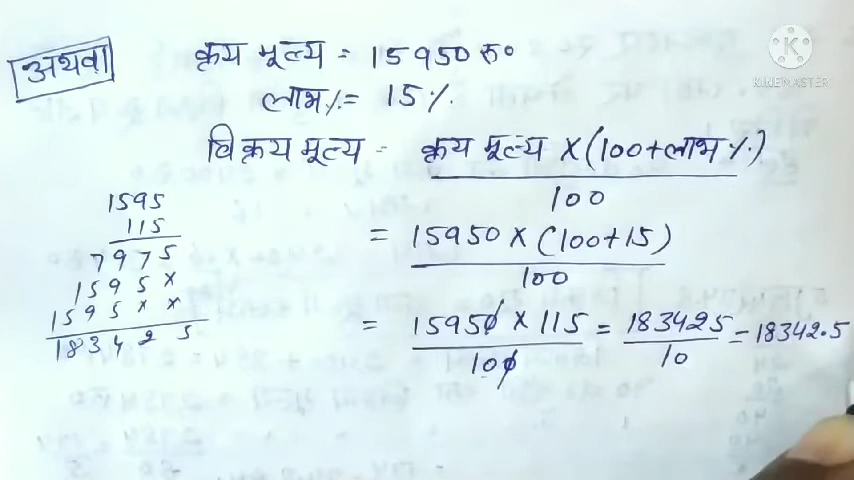 अथवा
क्रय मूल्य = 15950 रु०
लाभ % = 15 %.
विक्रय मूल्य = क्रय मूल्य × (100 + लाभ %)
100
= 15950 × (100+15)
100
= 15950 × 115 = 183425 = 18342.5
100 10
1595
115
7975
1595×
1595××
183425
K
KINEMASTER